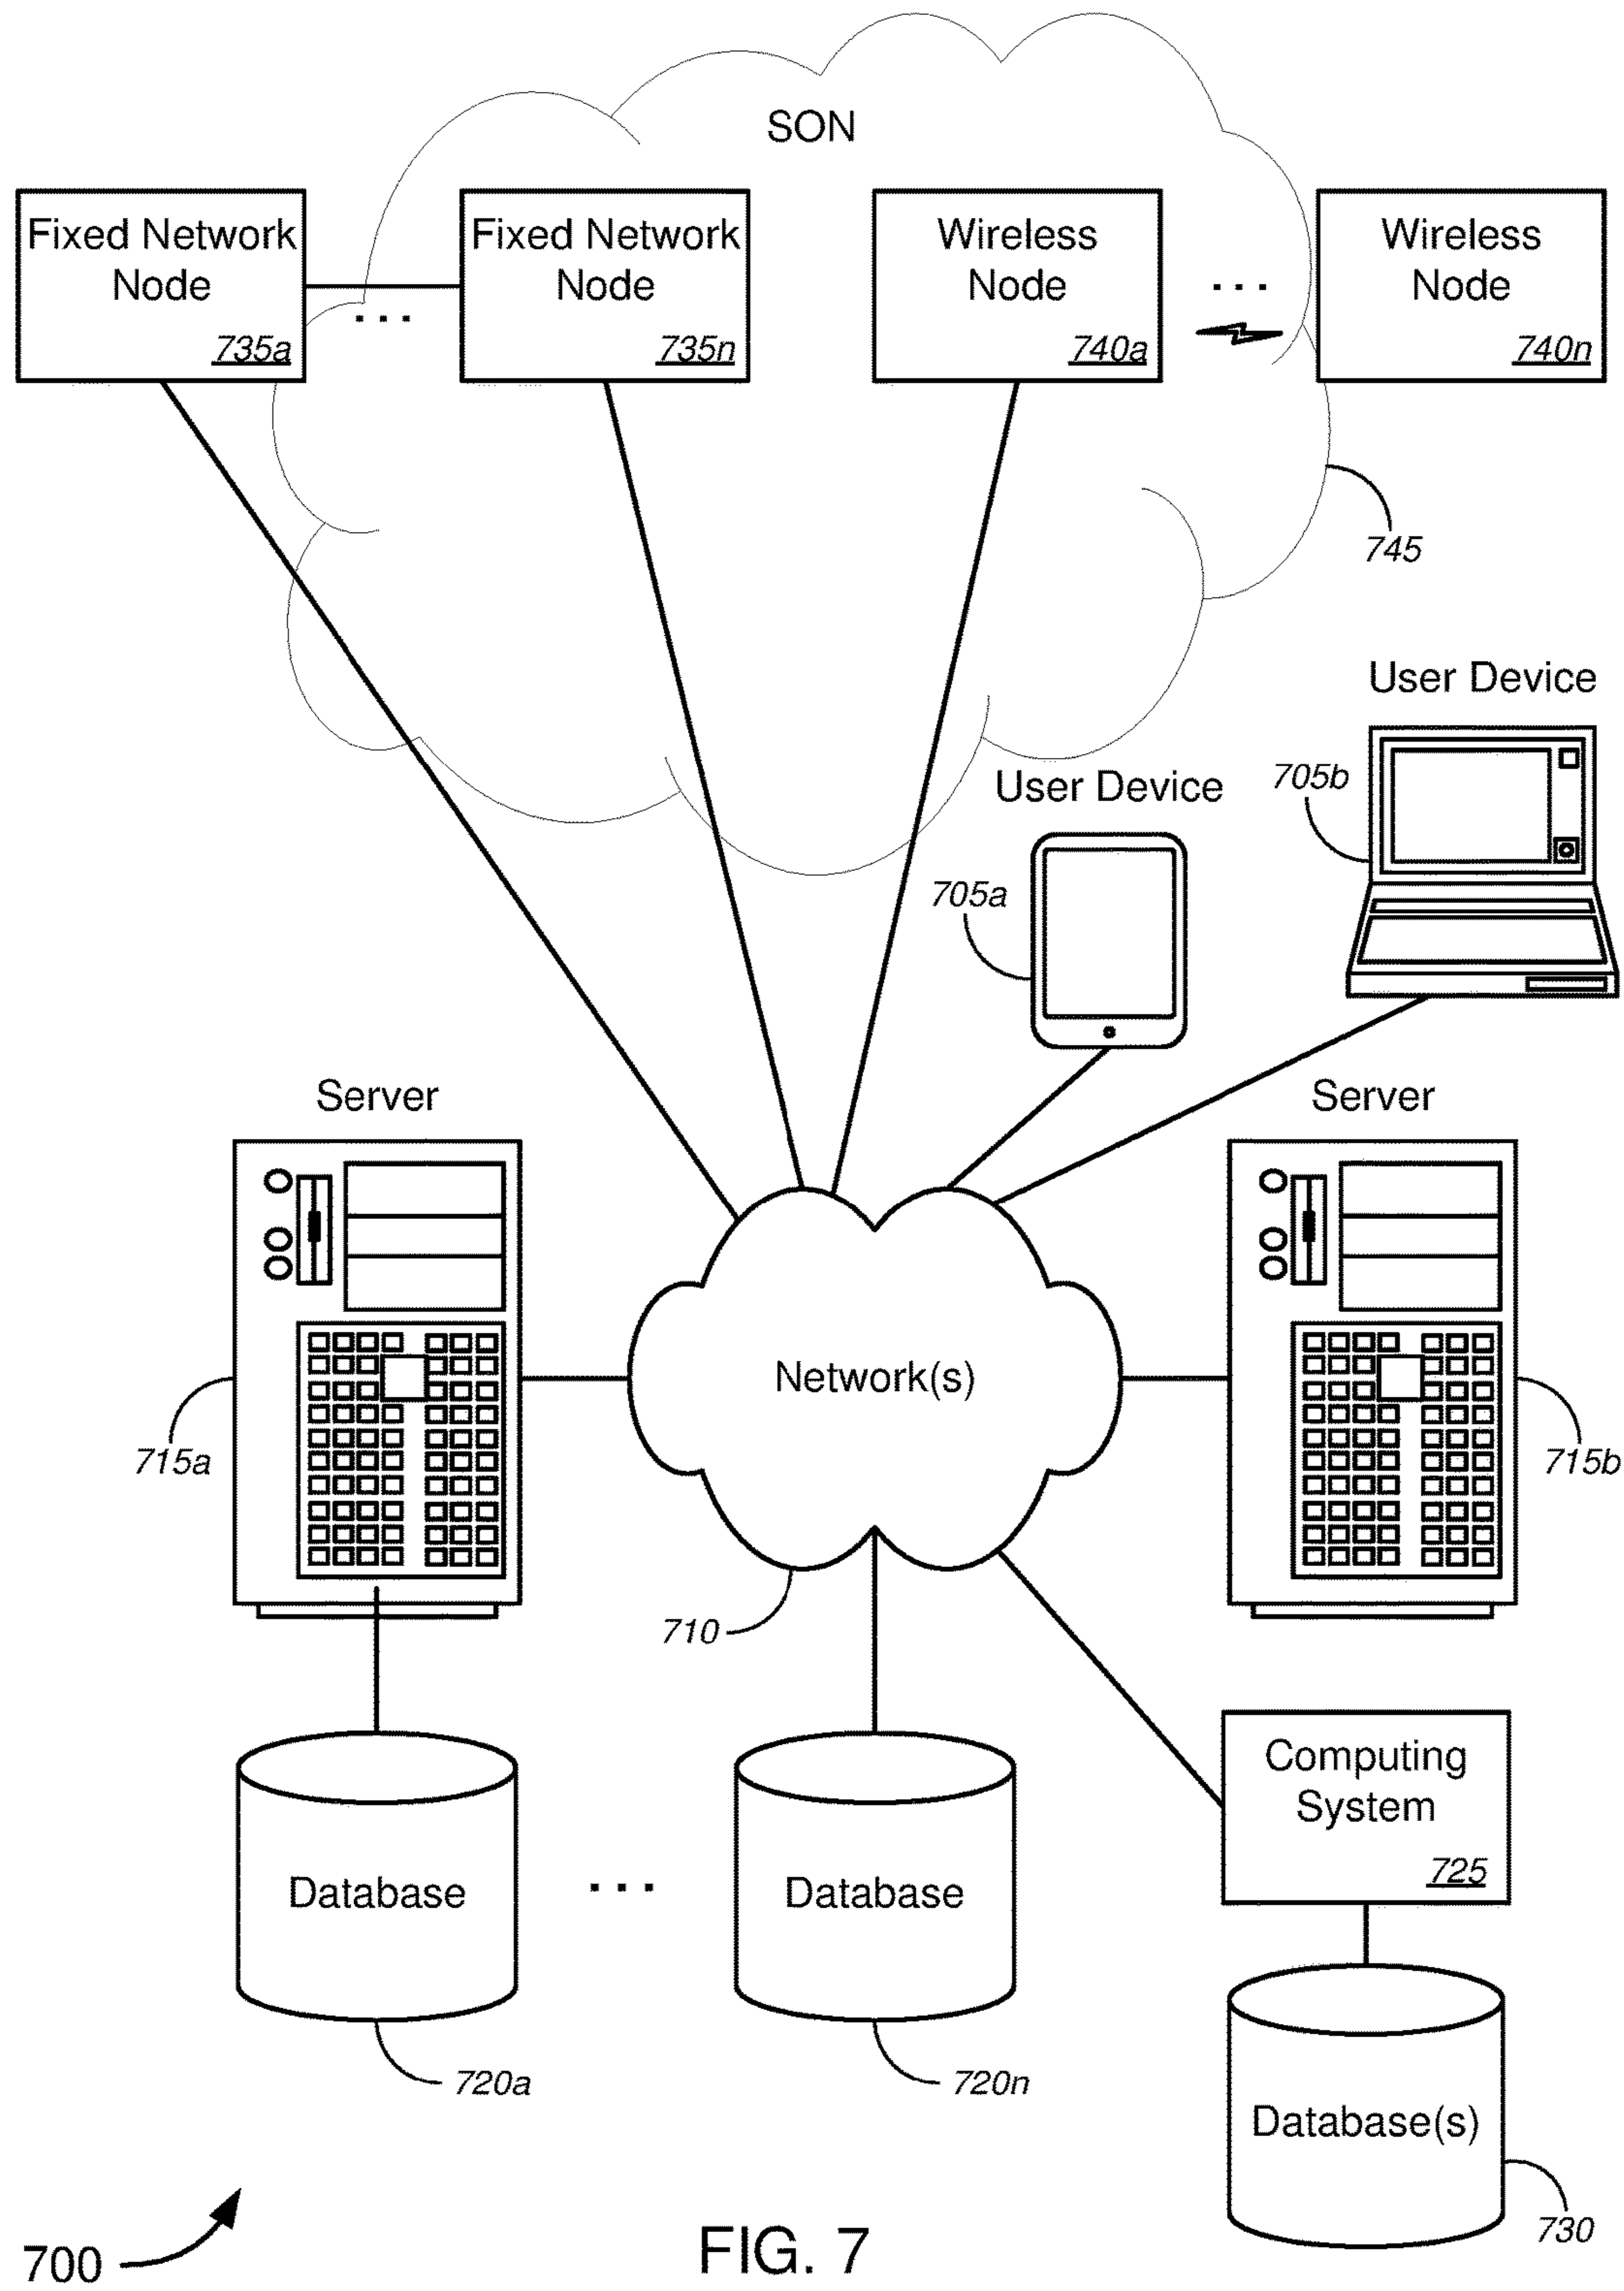 SON
Fixed Network
Node
735a
. . .
Fixed Network
Node
735n
Wireless
Node
740a
. . .
Wireless
Node
740n
745
User Device
705b
User Device
705a
Server
715a
Server
715b
Network(s)
710
Computing
System
725
Database
. . .
Database
720a
720n
Database(s)
730
700
FIG. 7